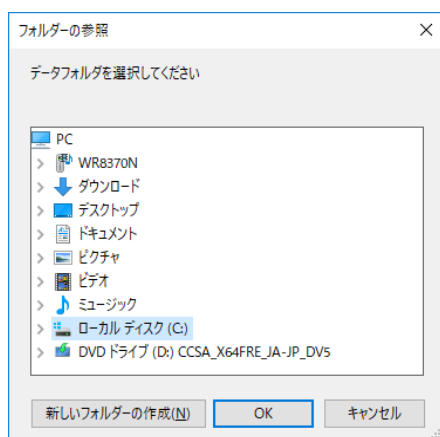 フォルダーの参照
データフォルダを選択してください
PC
WR8370N
ダウンロード
デスクトップ
ドキュメント
ピクチャ
ビデオ
ミュージック
ローカル ディスク (C:)
DVD ドライブ (D:) CCSA_X64FRE_JA-JP_DV5
新しいフォルダーの作成(N) OK キャンセル